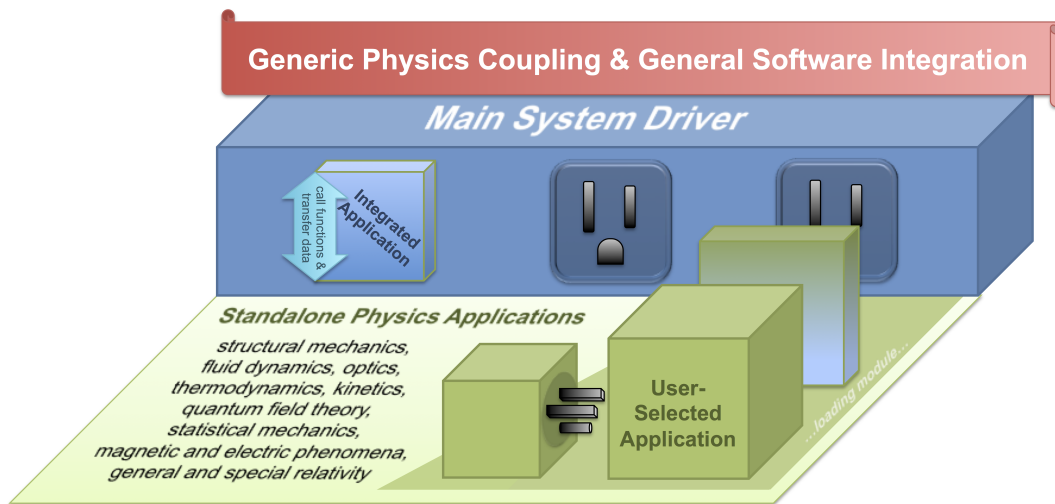 Generic Physics Coupling & General Software Integration
Main System Driver
call functions &
transfer data
Integrated
Application
Standalone Physics Applications
structural mechanics,
fluid dynamics, optics,
thermodynamics, kinetics,
quantum field theory,
statistical mechanics,
magnetic and electric phenomena,
general and special relativity
User-
Selected
Application
...loading module...